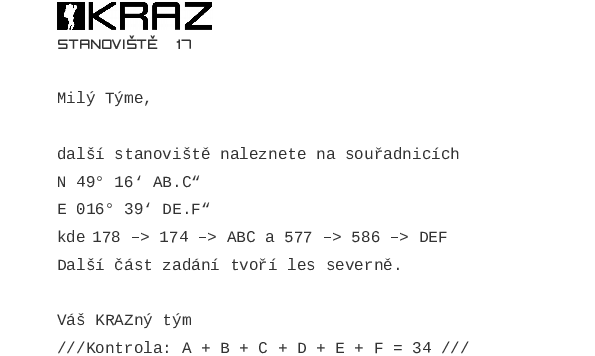 KRAZ
STANOVIŠTĚ 17
Milý Týme,
další stanoviště naleznete na souřadnicích
N 49° 16‘ AB.C“
E 016° 39‘ DE.F“
kde 178 –> 174 –> ABC a 577 –> 586 –> DEF
Další část zadání tvoří les severně.
Váš KRAZný tým
///Kontrola: A + B + C + D + E + F = 34 ///